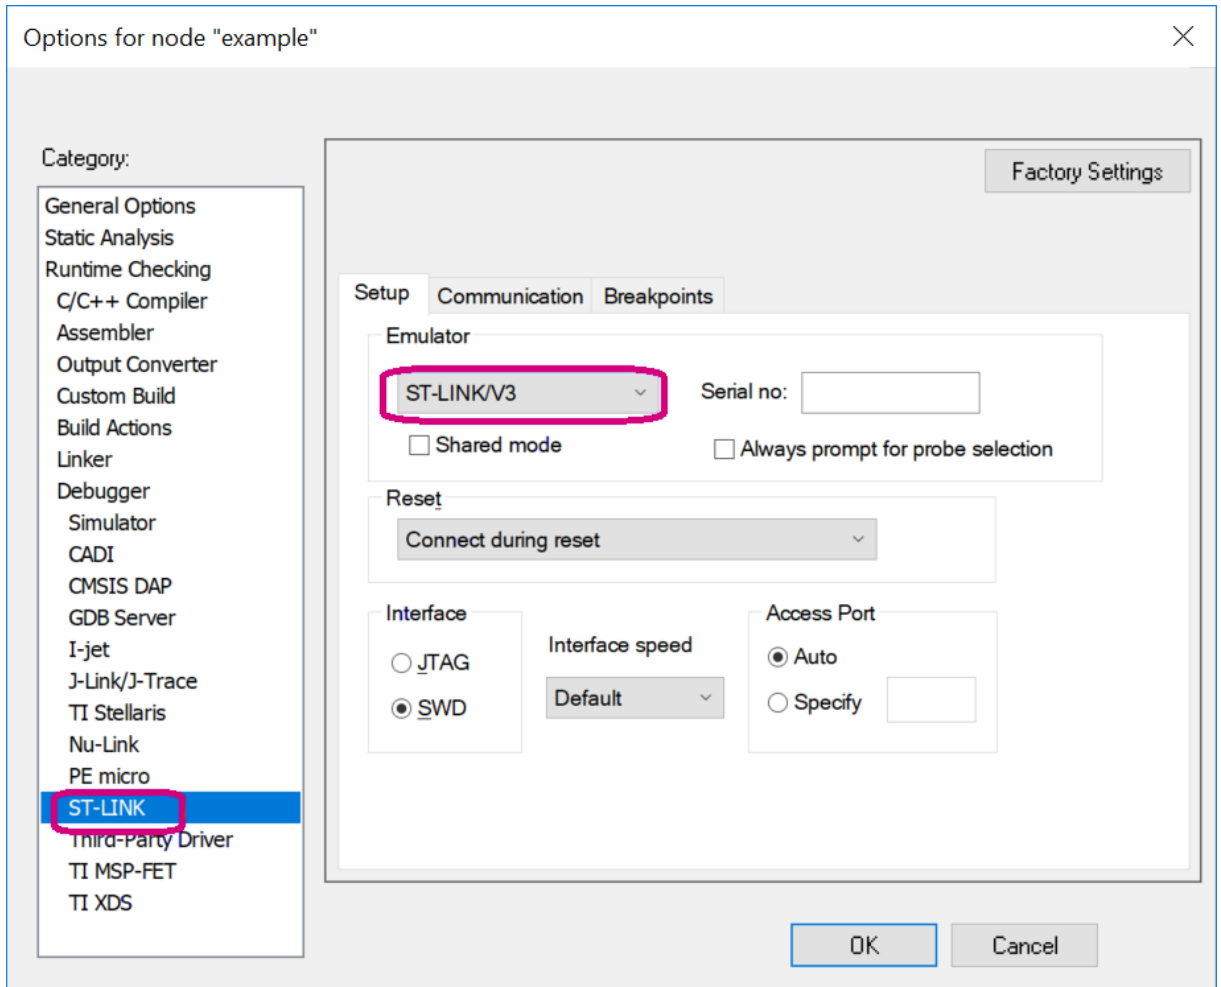 Options for node "example"
Category:
General Options
Static Analysis
Runtime Checking
C/C++ Compiler
Assembler
Output Converter
Custom Build
Build Actions
Linker
Debugger
Simulator
CADI
CMSIS DAP
GDB Server
I-jet
J-Link/J-Trace
TI Stellaris
Nu-Link
PE micro
ST-LINK
Third-Party Driver
TI MSP-FET
TI XDS
Factory Settings
Setup Communication Breakpoints
Emulator
ST-LINK/V3 Serial no:
Shared mode Always prompt for probe selection
Reset
Connect during reset
Interface
JTAG
SWD
Interface speed
Default
Access Port
Auto
Specify
OK Cancel